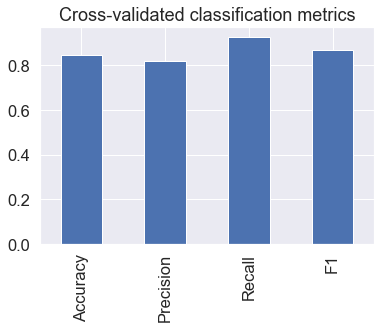 Cross-validated classification metrics
0.8
0.6
0.4
0.2
0.0
Accuracy
Precision
Recall
F1